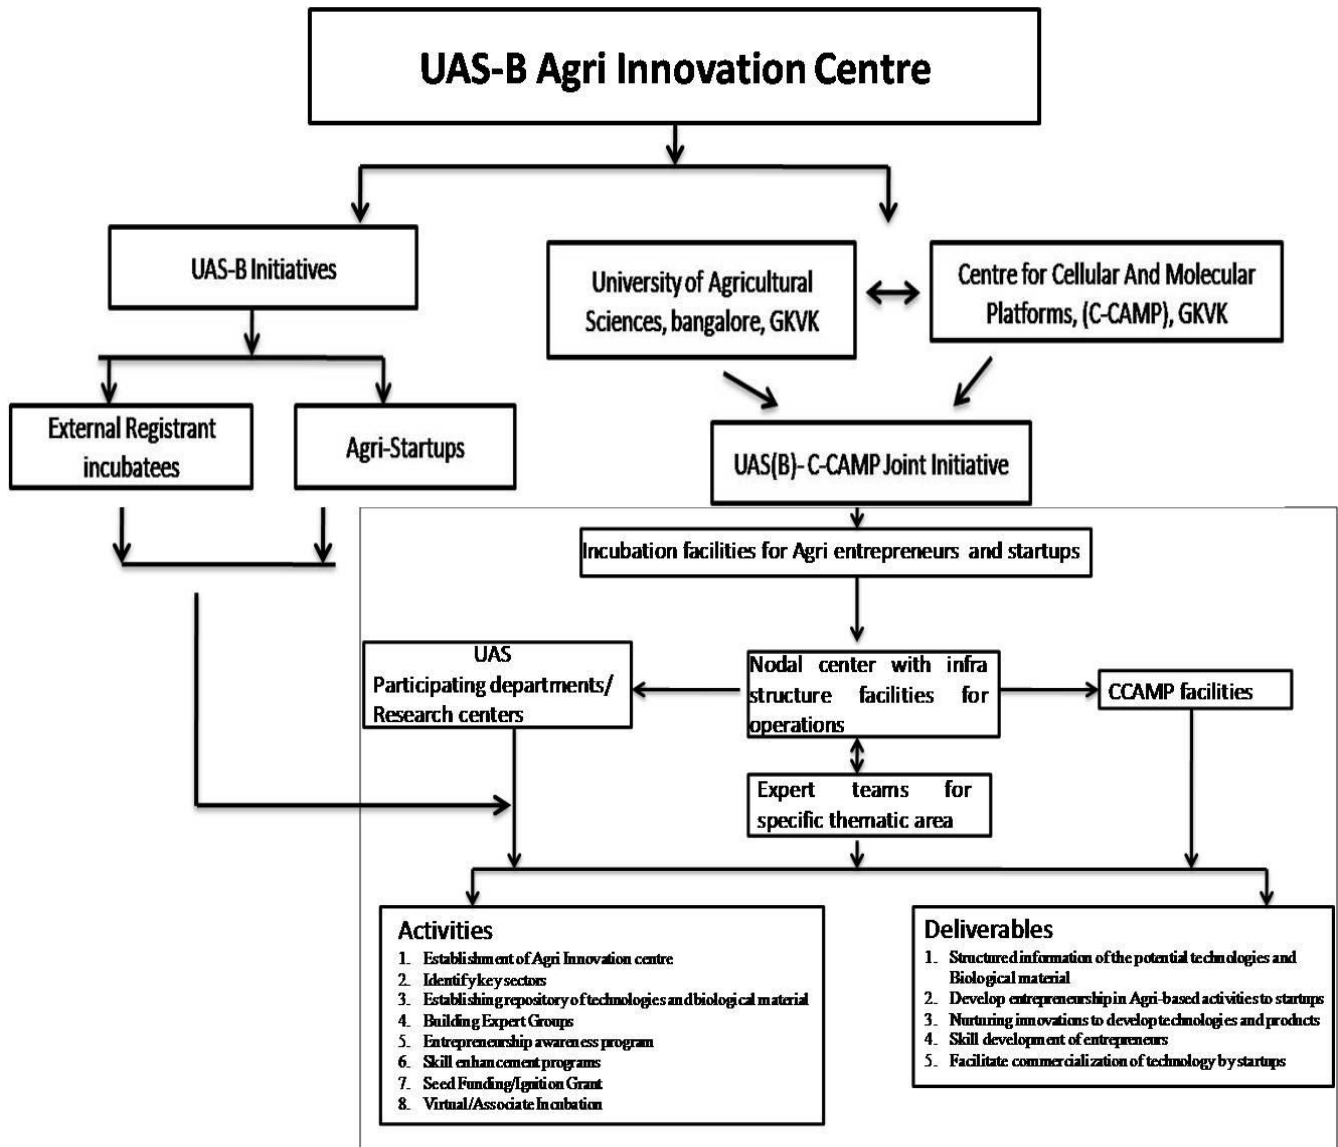 UAS-B Agri Innovation Centre
UAS-B Initiatives
University of Agricultural
Sciences, bangalore, GKVK
Centre for Cellular And Molecular
Platforms, (C-CAMP), GKVK
External Registrant
incubatees
Agri-Startups
UAS(B)- C-CAMP Joint Initiative
Incubation facilities for Agri entrepreneurs and startups
UAS
Participating departments/
Research centers
Nodal center with infra
structure facilities for
operations
CCAMP facilities
Expert teams for
specific thematic area
Activities
1. Establishment of Agri Innovation centre
2. Identify key sectors
3. Establishing repository of technologies and biological material
4. Building Expert Groups
5. Entrepreneurship awareness program
6. Skill enhancement programs
7. Seed Funding/Ignition Grant
8. Virtual/Associate Incubation
Deliverables
1. Structured information of the potential technologies and
Biological material
2. Develop entrepreneurship in Agri-based activities to startups
3. Nurturing innovations to develop technologies and products
4. Skill development of entrepreneurs
5. Facilitate commercialization of technology by startups